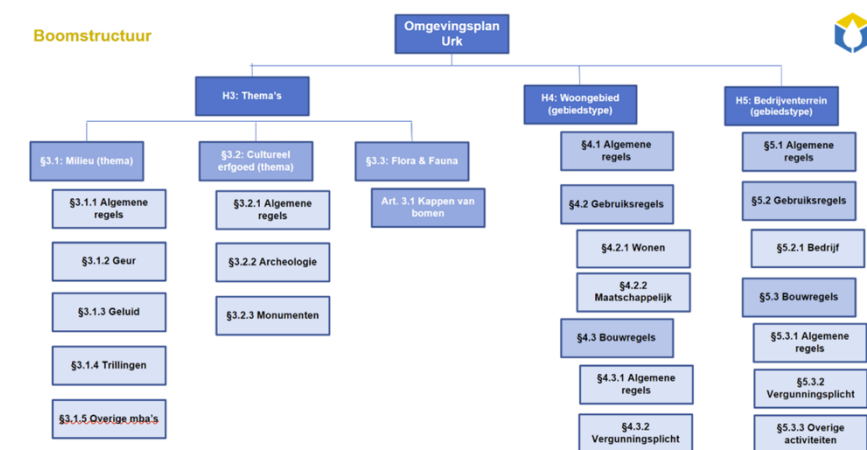 Boomstructuur
Omgevingsplan
Urk
H3: Thema's
H4: Woongebied
(gebiedstype)
H5: Bedrijventerrein
(gebiedstype)
§3.1: Milieu (thema)
§3.2: Cultureel
erfgoed (thema)
§3.3: Flora & Fauna
§3.1.1 Algemene
regels
§3.1.2 Geur
§3.1.3 Geluid
§3.1.4 Trillingen
§3.1.5 Overige mba's
§3.2.1 Algemene
regels
§3.2.2 Archeologie
§3.2.3 Monumenten
Art. 3.1 Kappen van
bomen
§4.1 Algemene
regels
§4.2 Gebruiksregels
§4.2.1 Wonen
§4.2.2
Maatschappelijk
§4.3 Bouwregels
§4.3.1 Algemene
regels
§4.3.2
Vergunningsplicht
§5.1 Algemene
regels
§5.2 Gebruiksregels
§5.2.1 Bedrijf
§5.3 Bouwregels
§5.3.1 Algemene
regels
§5.3.2
Vergunningsplicht
§5.3.3 Overige
activiteiten